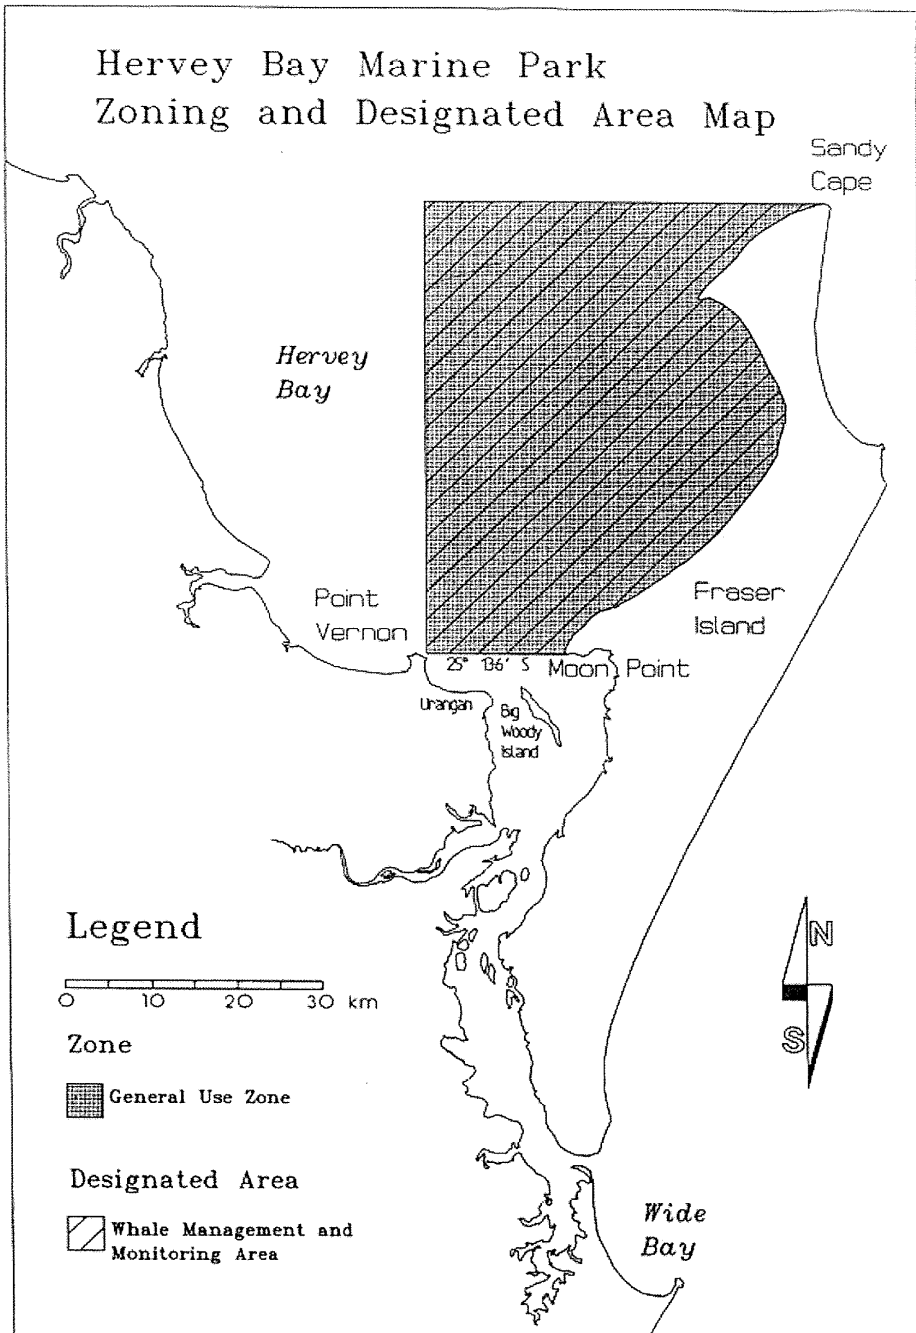 Hervey Bay Marine Park
Zoning and Designated Area Map
Sandy
Cape
Hervey
Bay
Point
Vernon
Fraser
Island
25° 13·6' S
Moon Point
Urangan
Big
Woody
Island
Legend
0 10 20 30 km
Zone
General Use Zone
Designated Area
Whale Management and
Monitoring Area
N
S
Wide
Bay